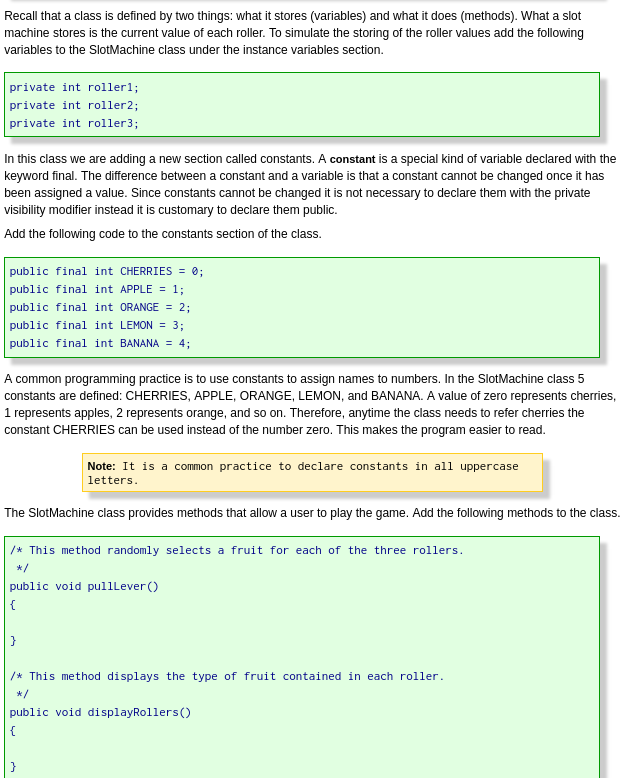 Recall that a class is defined by two things: what it stores (variables) and what it does (methods). What a slot
machine stores is the current value of each roller. To simulate the storing of the roller values add the following
variables to the SlotMachine class under the instance variables section.
private int roller1;
private int roller2;
private int roller3;
In this class we are adding a new section called constants. A constant is a special kind of variable declared with the
keyword final. The difference between a constant and a variable is that a constant cannot be changed once it has
been assigned a value. Since constants cannot be changed it is not necessary to declare them with the private
visibility modifier instead it is customary to declare them public.
Add the following code to the constants section of the class.
public final int CHERRIES = 0;
public final int APPLE = 1;
public final int ORANGE = 2;
public final int LEMON = 3;
public final int BANANA = 4;
A common programming practice is to use constants to assign names to numbers. In the SlotMachine class 5
constants are defined: CHERRIES, APPLE, ORANGE, LEMON, and BANANA. A value of zero represents cherries,
1 represents apples, 2 represents orange, and so on. Therefore, anytime the class needs to refer cherries the
constant CHERRIES can be used instead of the number zero. This makes the program easier to read.
Note: It is a common practice to declare constants in all uppercase
letters.
The SlotMachine class provides methods that allow a user to play the game. Add the following methods to the class.
/* This method randomly selects a fruit for each of the three rollers.
*/
public void pullLever()
{
}
/* This method displays the type of fruit contained in each roller.
*/
public void displayRollers()
{
}